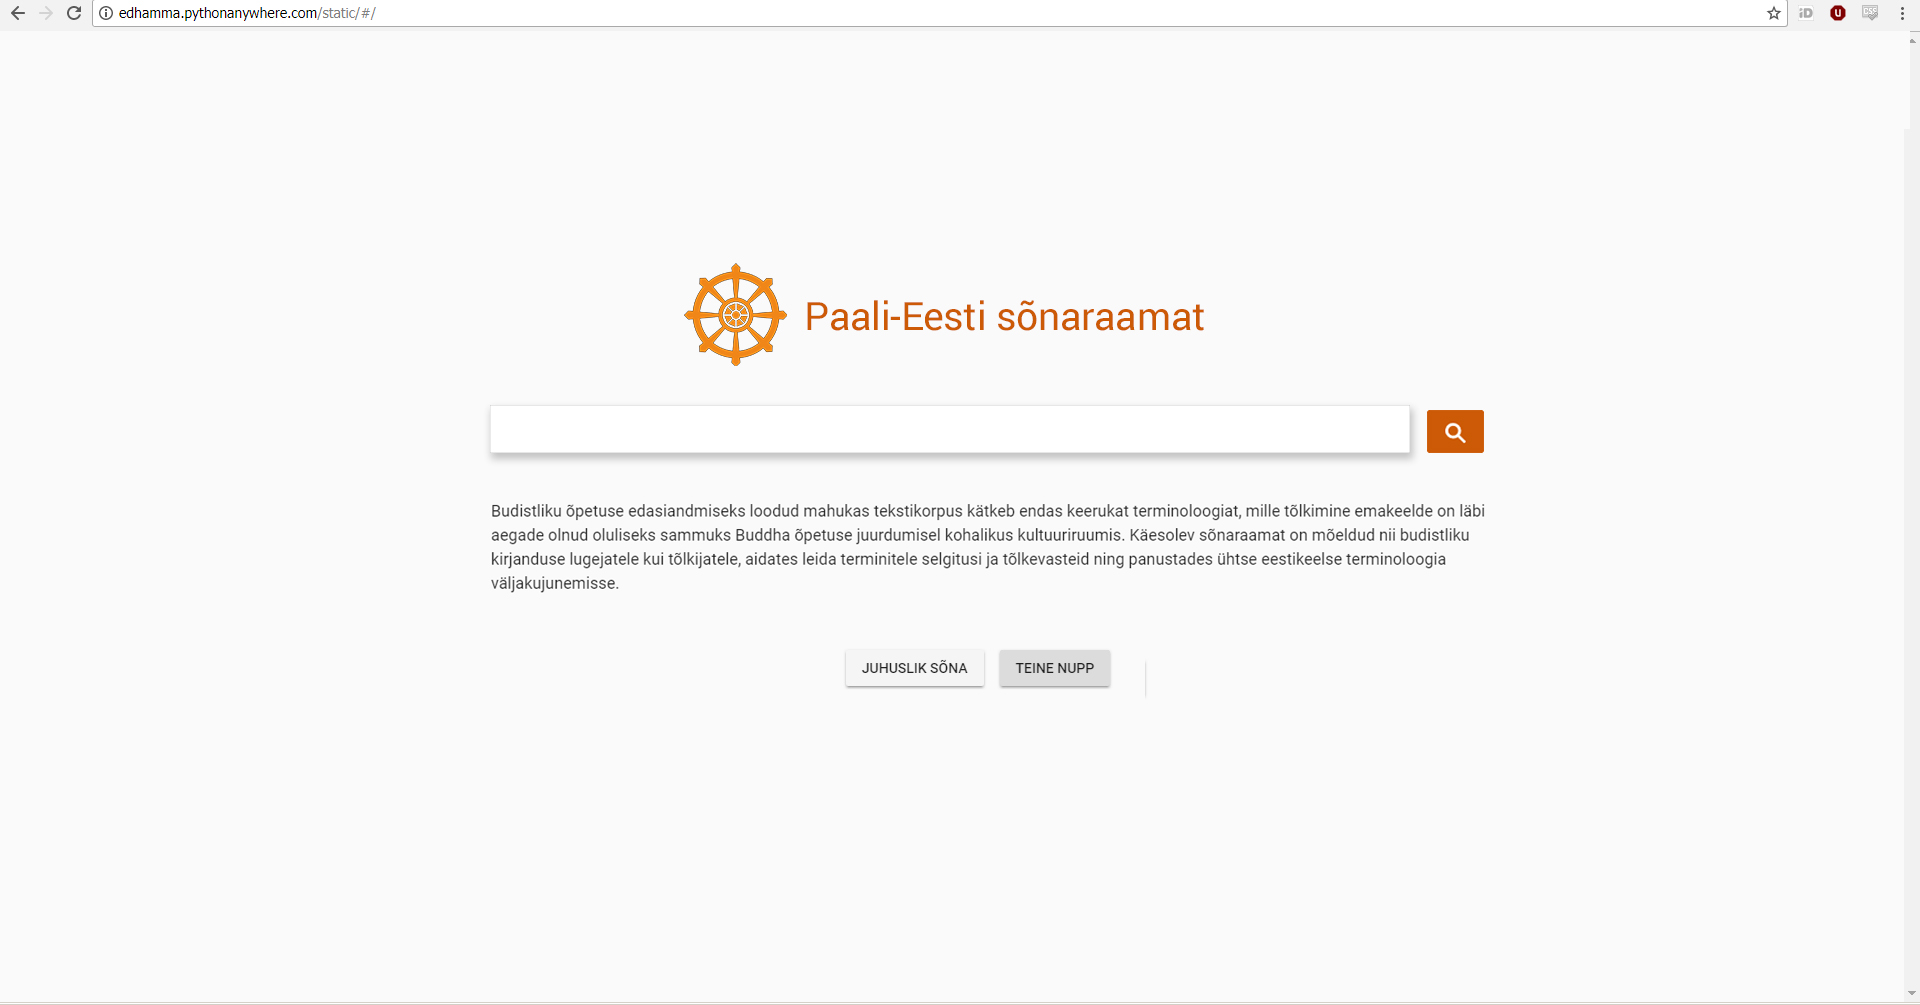 edhamma.pythonanywhere.com/static/#/
iD
Paali-Eesti sõnaraamat
Budistliku õpetuse edasiandmiseks loodud mahukas tekstikorpus kätkeb endas keerukat terminoloogiat, mille tõlkimine emakeelde on läbi
aegade olnud oluliseks sammuks Buddha õpetuse juurdumisel kohalikus kultuuriruumis. Käesolev sõnaraamat on mõeldud nii budistliku
kirjanduse lugejatele kui tõlkijatele, aidates leida terminitele selgitusi ja tõlkevasteid ning panustades ühtse eestikeelse terminoloogia
väljakujunemisse.
JUHUSLIK SÕNA TEINE NUPP